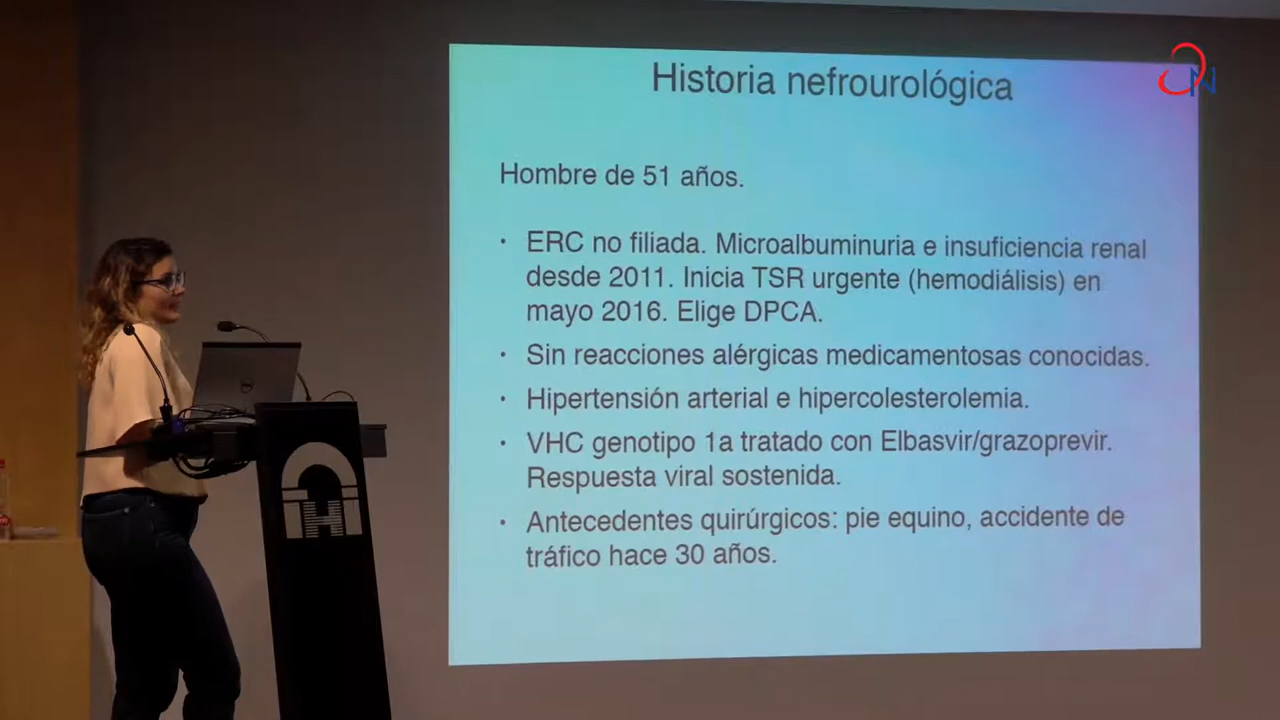 Historia nefrourológica
Hombre de 51 años.
• ERC no filiada. Microalbuminuria e insuficiencia renal
desde 2011. Inicia TSR urgente (hemodiálisis) en
mayo 2016. Elige DPCA.
• Sin reacciones alérgicas medicamentosas conocidas.
• Hipertensión arterial e hipercolesterolemia.
• VHC genotipo 1a tratado con Elbasvir/grazoprevir.
Respuesta viral sostenida.
• Antecedentes quirúrgicos: pie equino, accidente de
tráfico hace 30 años.
N
H